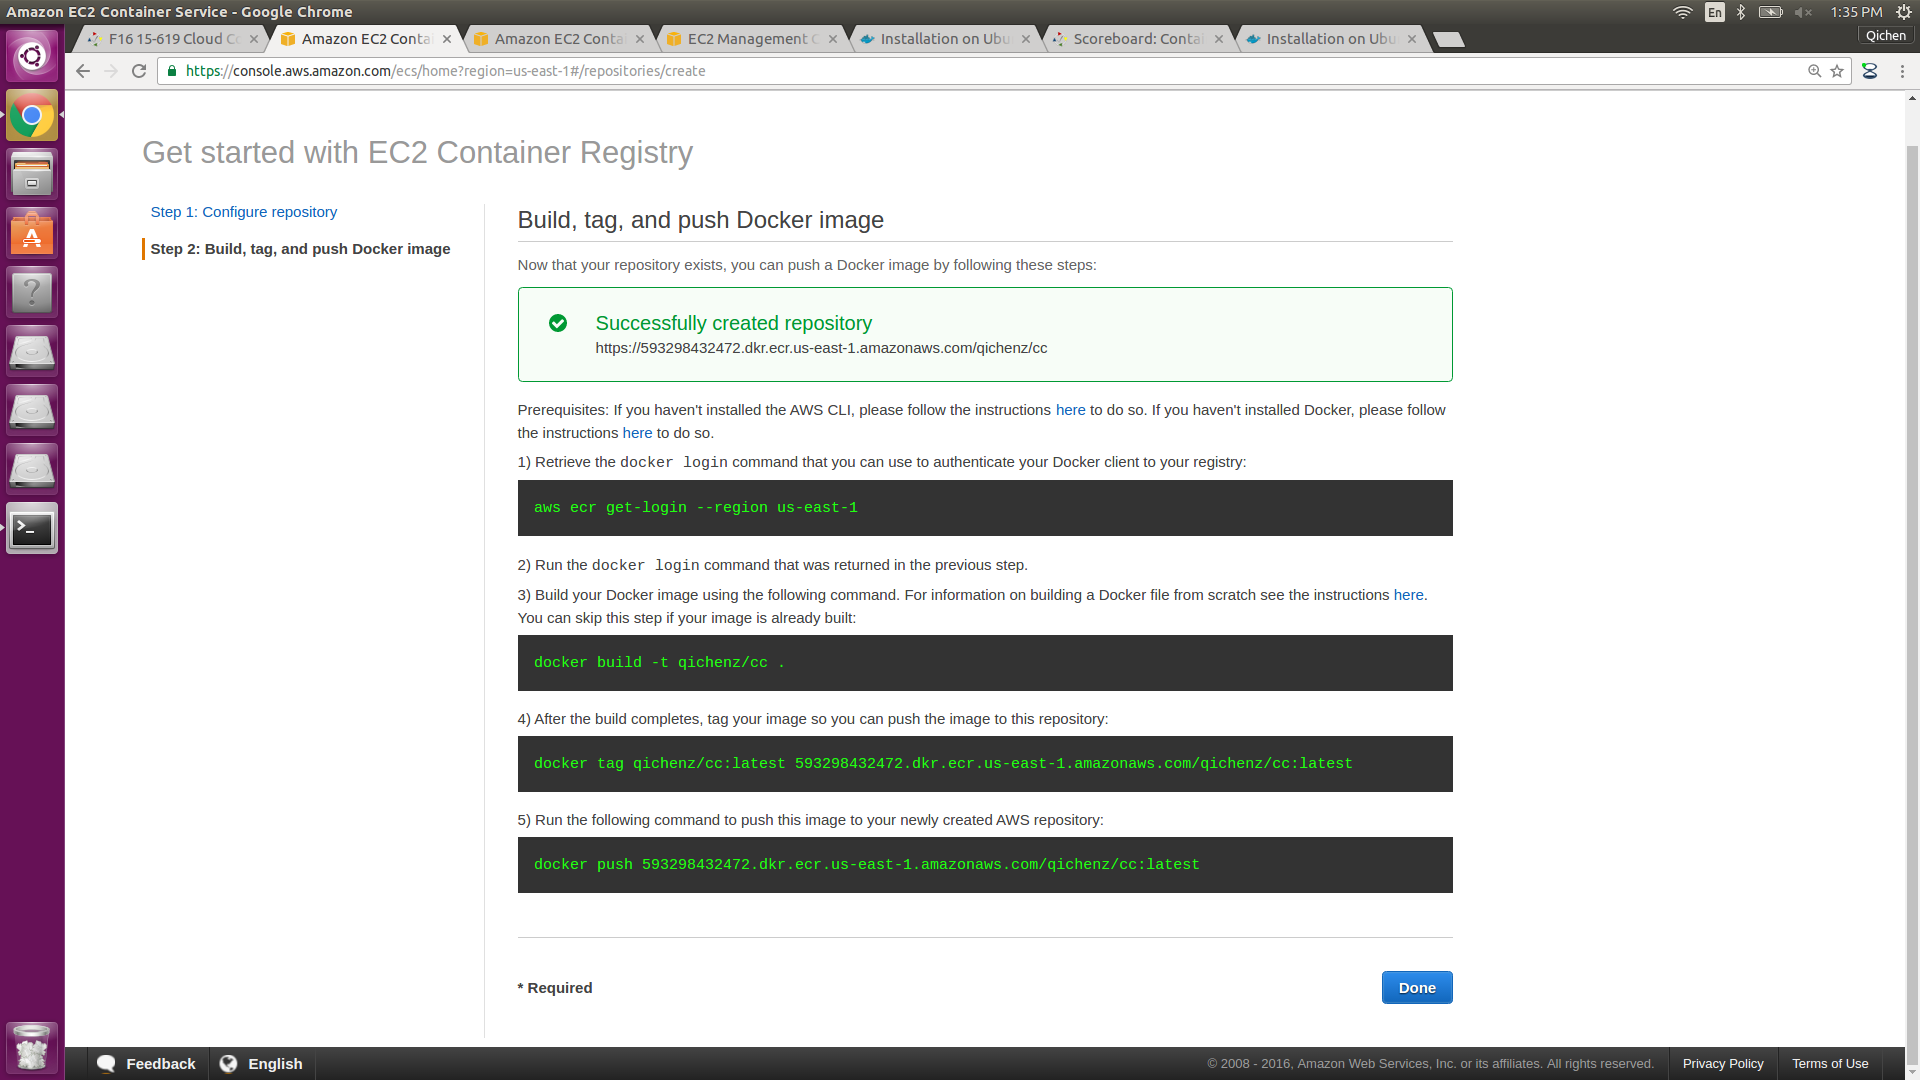 Amazon EC2 Container Service - Google Chrome
En
1:35 PM
F16 15-619 Cloud Co
Amazon EC2 Conta
Amazon EC2 Conta
EC2 Management C
Installation on Ubu
Scoreboard: Contai
Installation on Ubu
Qichen
https://console.aws.amazon.com/ecs/home?region=us-east-1#/repositories/create
Get started with EC2 Container Registry
Step 1: Configure repository
Step 2: Build, tag, and push Docker image
Build, tag, and push Docker image
Now that your repository exists, you can push a Docker image by following these steps:
Successfully created repository
https://593298432472.dkr.ecr.us-east-1.amazonaws.com/qichenz/cc
Prerequisites: If you haven't installed the AWS CLI, please follow the instructions here to do so. If you haven't installed Docker, please follow
the instructions here to do so.
1) Retrieve the docker login command that you can use to authenticate your Docker client to your registry:
aws ecr get-login --region us-east-1
2) Run the docker login command that was returned in the previous step.
3) Build your Docker image using the following command. For information on building a Docker file from scratch see the instructions here.
You can skip this step if your image is already built:
docker build -t qichenz/cc .
4) After the build completes, tag your image so you can push the image to this repository:
docker tag qichenz/cc:latest 593298432472.dkr.ecr.us-east-1.amazonaws.com/qichenz/cc:latest
5) Run the following command to push this image to your newly created AWS repository:
docker push 593298432472.dkr.ecr.us-east-1.amazonaws.com/qichenz/cc:latest
* Required
Done
Feedback
English
© 2008 - 2016, Amazon Web Services, Inc. or its affiliates. All rights reserved.
Privacy Policy
Terms of Use